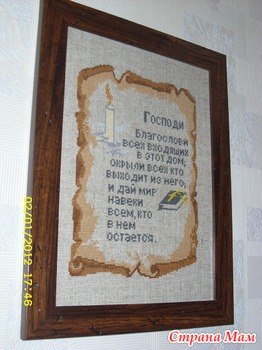 Господи
Благослови
всех входящих
в этот дом;
окрыли всех кто
выходит из него;
и дай мир
навеки
всем, кто
в нем
остается.
02/01/2012 17:46
Страна Мам